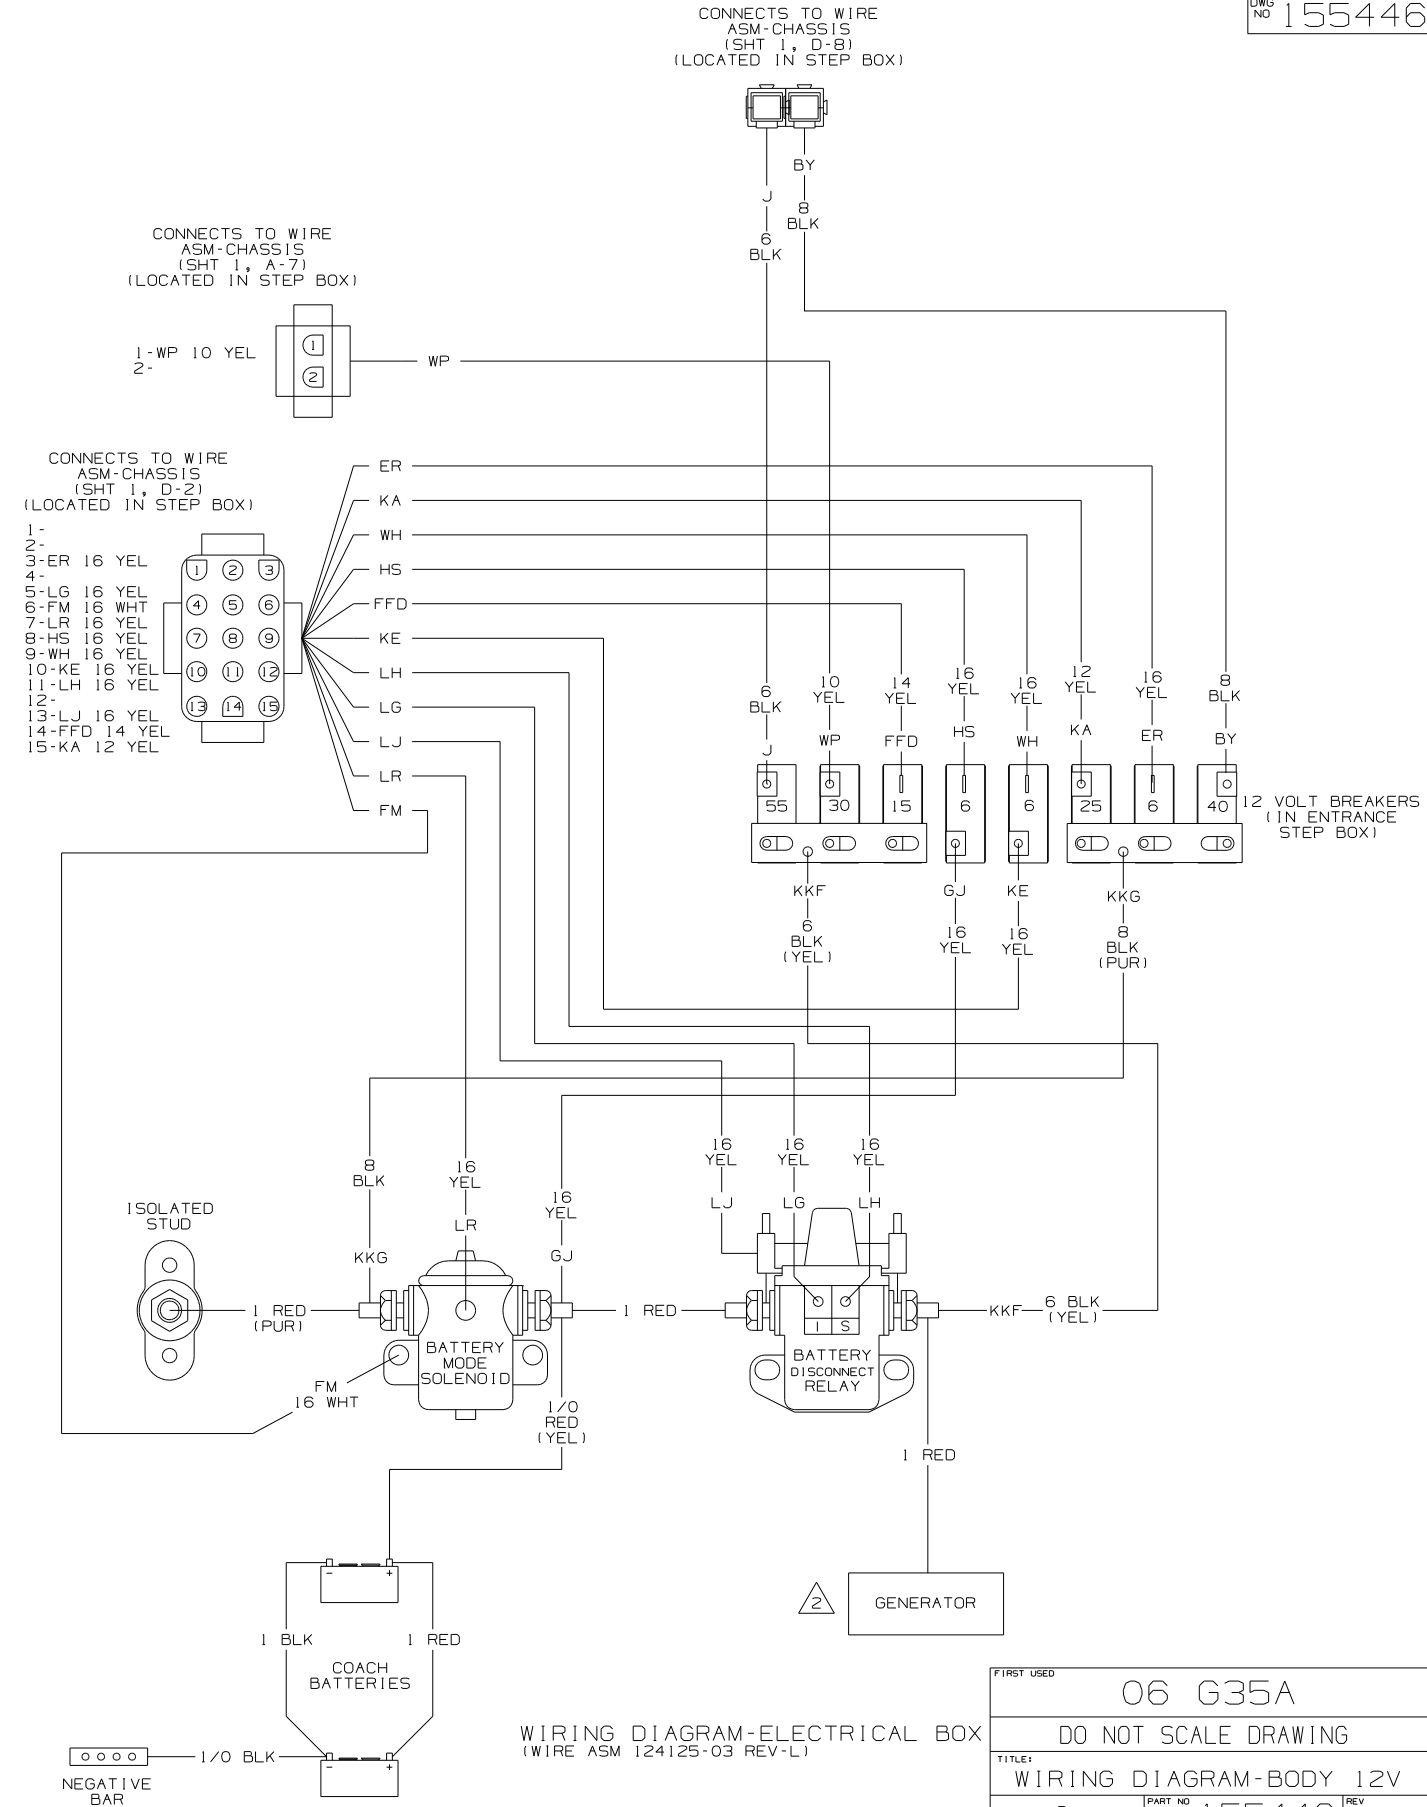 CONNECTS TO WIRE
ASM-CHASSIS
(SHT 1, D-8)
(LOCATED IN STEP BOX)
DWG
NO 155446
J
6
BLK
BY
8
BLK
CONNECTS TO WIRE
ASM-CHASSIS
(SHT 1, A-7)
(LOCATED IN STEP BOX)
1-WP 10 YEL
2-
1
2
WP
CONNECTS TO WIRE
ASM-CHASSIS
(SHT 1, D-2)
(LOCATED IN STEP BOX)
1-
2-
3-ER 16 YEL
4-
5-LG 16 YEL
6-FM 16 WHT
7-LR 16 YEL
8-HS 16 YEL
9-WH 16 YEL
10-KE 16 YEL
11-LH 16 YEL
12-
13-LJ 16 YEL
14-FFD 14 YEL
15-KA 12 YEL
1 2 3
4 5 6
7 8 9
10 11 12
13 14 15
ER
KA
WH
HS
FFD
KE
LH
LG
LJ
LR
FM
6
BLK
J
10
YEL
WP
14
YEL
FFD
16
YEL
HS
16
YEL
WH
12
YEL
KA
16
YEL
ER
8
BLK
BY
55 30 15 6 6 25 6 40
12 VOLT BREAKERS
(IN ENTRANCE
STEP BOX)
KKF
6
BLK
(YEL)
GJ
16
YEL
KE
16
YEL
KKG
8
BLK
(PUR)
8
BLK
KKG
16
YEL
LR
16
YEL
GJ
16
YEL
LJ
16
YEL
LG
16
YEL
LH
ISOLATED
STUD
1 RED
(PUR)
BATTERY
MODE
SOLENOID
1 RED
I S
BATTERY
DISCONNECT
RELAY
KKF
6 BLK
(YEL)
FM
16 WHT
1/0
RED
(YEL)
1 RED
2
GENERATOR
- +
1 BLK
1 RED
COACH
BATTERIES
- +
1/0 BLK
NEGATIVE
BAR
WIRING DIAGRAM-ELECTRICAL BOX
(WIRE ASM 124125-03 REV-L)
FIRST USED
06 G35A
DO NOT SCALE DRAWING
TITLE:
WIRING DIAGRAM-BODY 12V
PART NO
REV